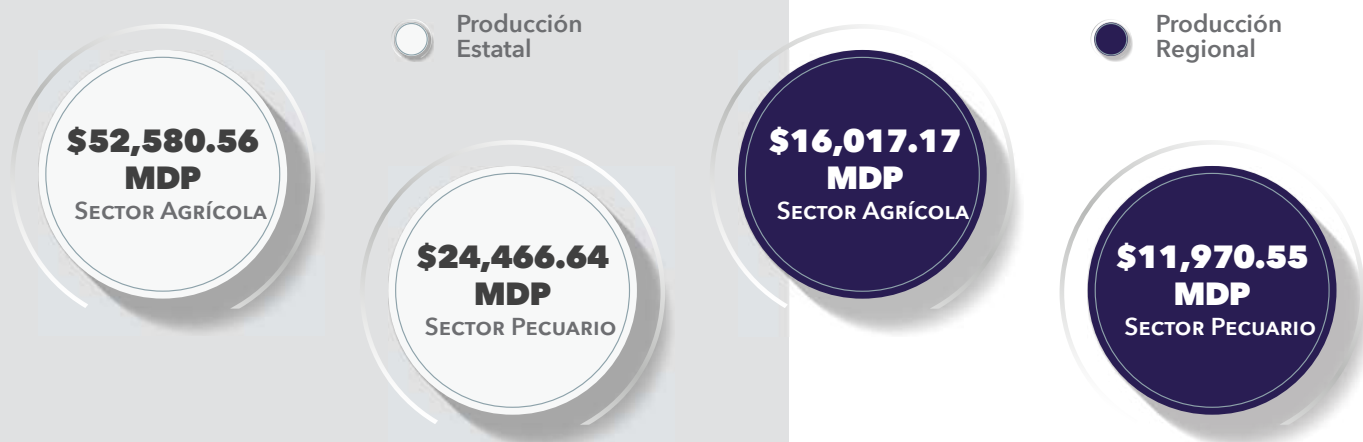 Producción
Estatal
$52,580.56
MDP
Sector Agrícola
$24,466.64
MDP
Sector Pecuario
Producción
Regional
$16,017.17
MDP
Sector Agrícola
$11,970.55
MDP
Sector Pecuario